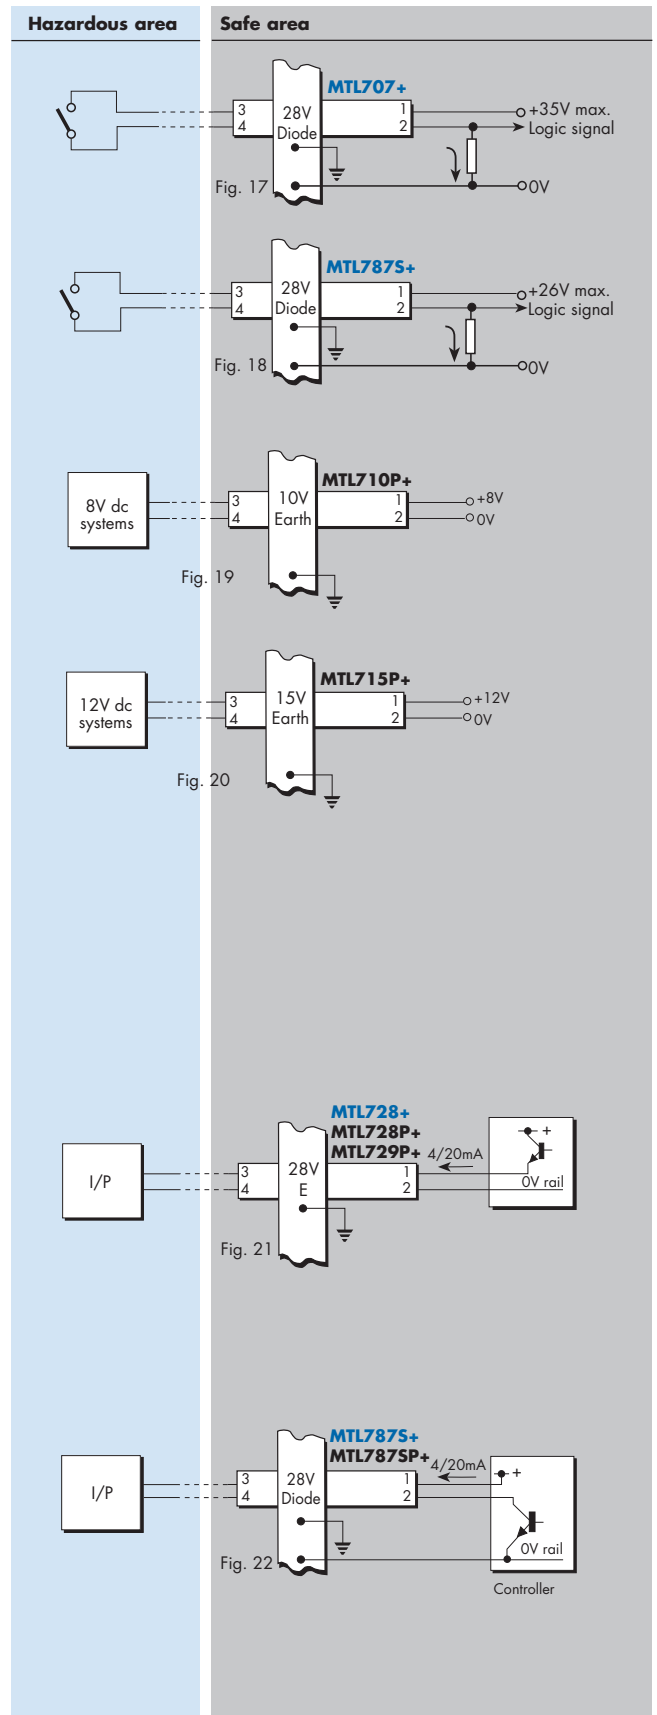 Hazardous area
Safe area
MTL707+
3
28V
1
+35V max.
4
Diode
2
Logic signal
Fig. 17
0V
MTL787S+
3
28V
1
+26V max.
4
Diode
2
Logic signal
Fig. 18
0V
MTL710P+
8V dc
systems
3
10V
1
+8V
4
Earth
2
0V
Fig. 19
MTL715P+
12V dc
systems
3
15V
1
+12V
4
Earth
2
0V
Fig. 20
MTL728+
MTL728P+
MTL729P+
4/20mA
+
I/P
3
28V
1
0V rail
4
E
2
Fig. 21
MTL787S+
MTL787SP+
4/20mA
+
I/P
3
28V
1
4
Diode
2
0V rail
Fig. 22
Controller